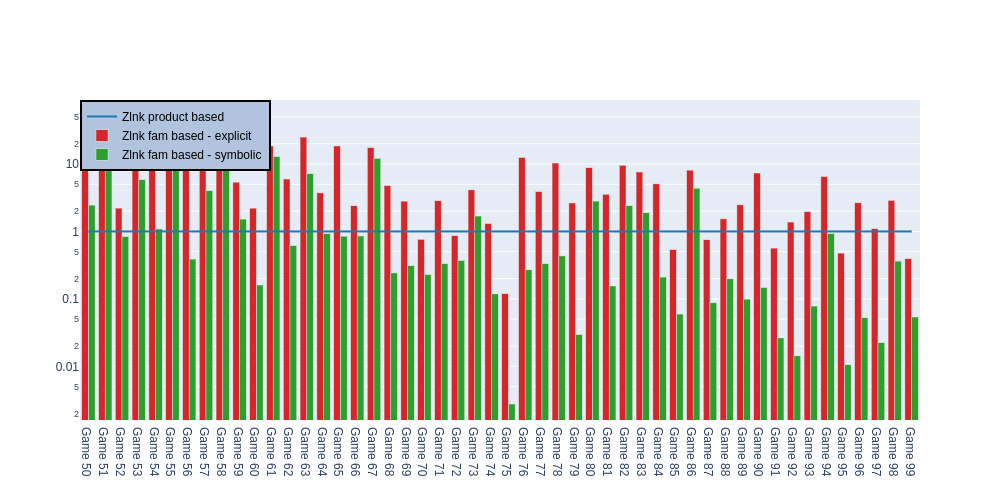 Zlnk product based
Zlnk fam based - explicit
Zlnk fam based - symbolic
5
2
10
5
2
1
5
2
0.1
5
2
0.01
5
2
Game 50
Game 51
Game 52
Game 53
Game 54
Game 55
Game 56
Game 57
Game 58
Game 59
Game 60
Game 61
Game 62
Game 63
Game 64
Game 65
Game 66
Game 67
Game 68
Game 69
Game 70
Game 71
Game 72
Game 73
Game 74
Game 75
Game 76
Game 77
Game 78
Game 79
Game 80
Game 81
Game 82
Game 83
Game 84
Game 85
Game 86
Game 87
Game 88
Game 89
Game 90
Game 91
Game 92
Game 93
Game 94
Game 95
Game 96
Game 97
Game 98
Game 99